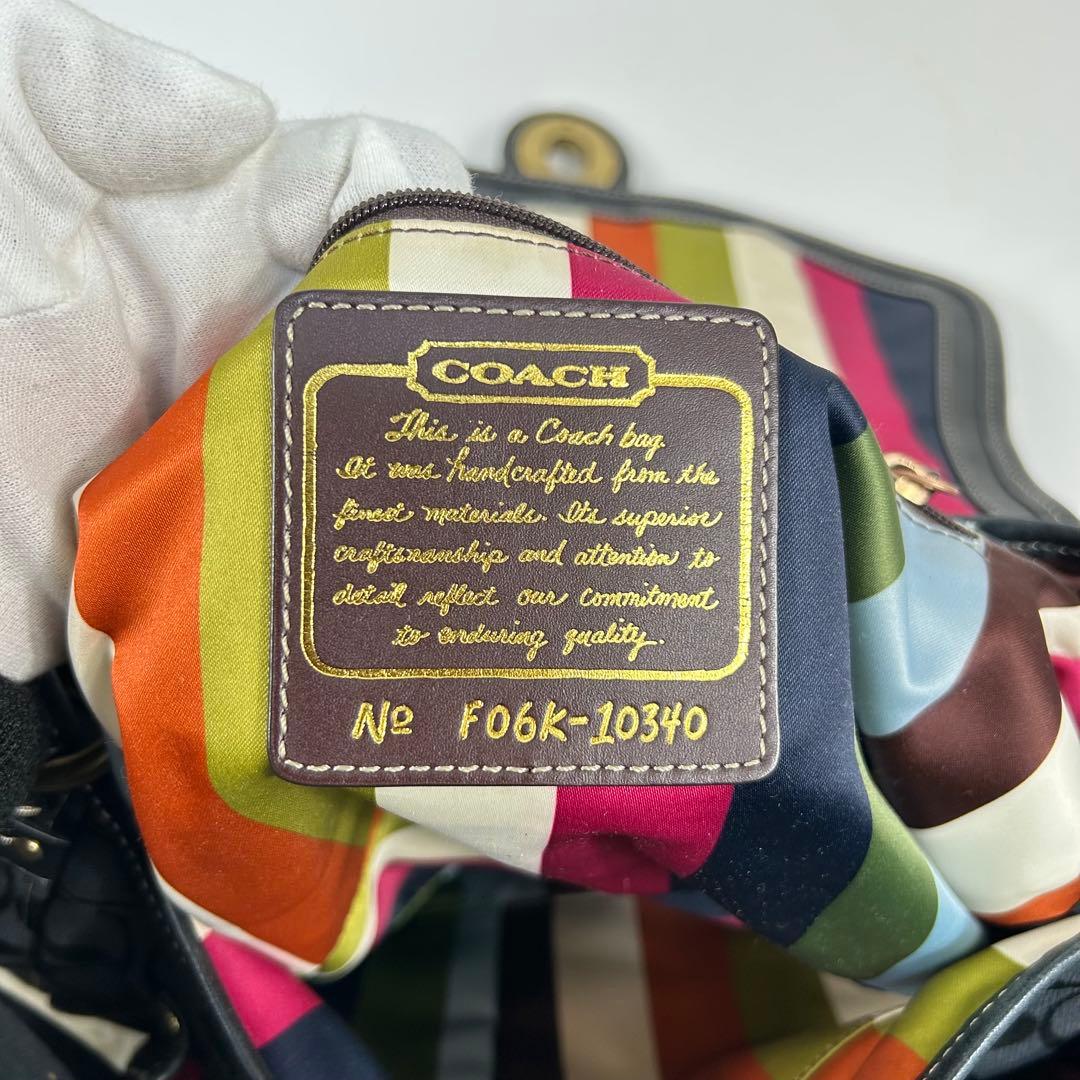 COACH
This is a Coach bag.
It was handcrafted from the
finest materials. Its superior
craftsmanship and attention to
detail reflect our commitment
to enduring quality.
No F06K-10340